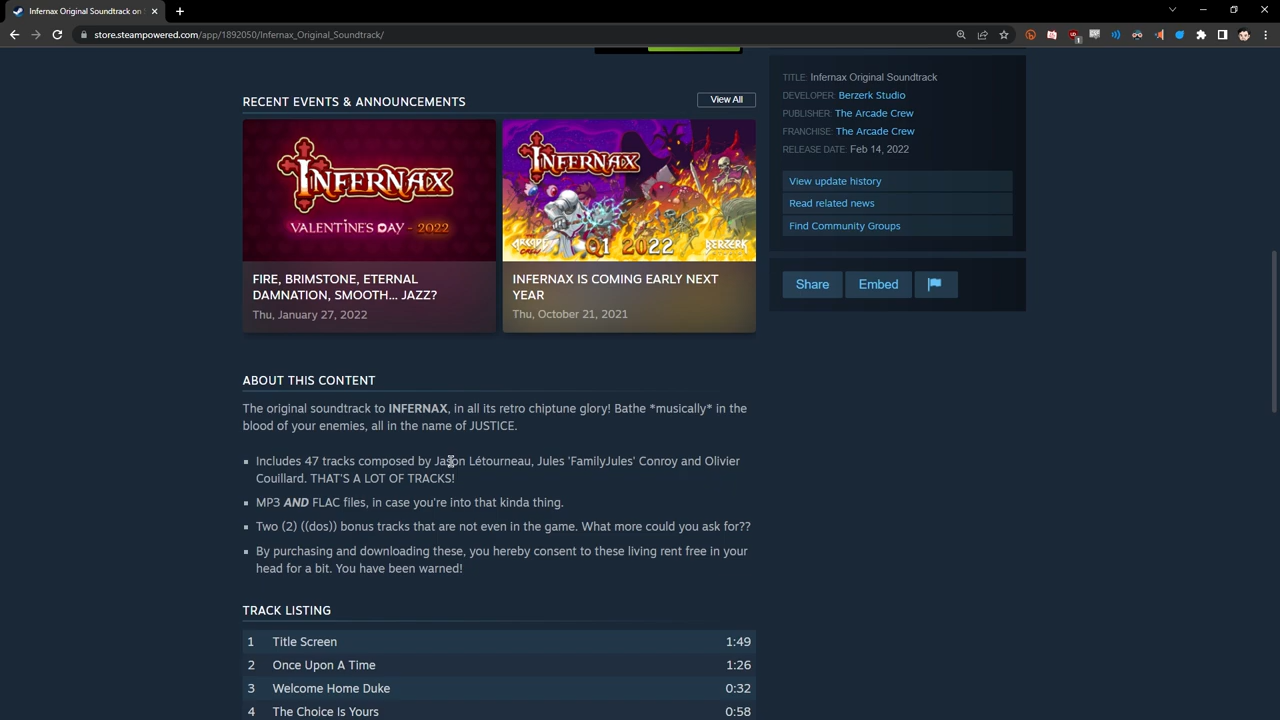 Infernax Original Soundtrack on
store.steampowered.com/app/1892050/Infernax_Original_Soundtrack/
RECENT EVENTS & ANNOUNCEMENTS
View All
INFERNAX
VALENTINE'S DAY - 2022
FIRE, BRIMSTONE, ETERNAL
DAMNATION, SMOOTH... JAZZ?
Thu, January 27, 2022
INFERNAX
ARCADE CREW
Q1 2022
BERZERK STUDIO
INFERNAX IS COMING EARLY NEXT
YEAR
Thu, October 21, 2021
ABOUT THIS CONTENT
The original soundtrack to INFERNAX, in all its retro chiptune glory! Bathe *musically* in the
blood of your enemies, all in the name of JUSTICE.
Includes 47 tracks composed by Jason Létourneau, Jules 'FamilyJules' Conroy and Olivier
Couillard. THAT'S A LOT OF TRACKS!
MP3 AND FLAC files, in case you're into that kinda thing.
Two (2) ((dos)) bonus tracks that are not even in the game. What more could you ask for??
By purchasing and downloading these, you hereby consent to these living rent free in your
head for a bit. You have been warned!
TRACK LISTING
1 Title Screen 1:49
2 Once Upon A Time 1:26
3 Welcome Home Duke 0:32
4 The Choice Is Yours 0:58
TITLE: Infernax Original Soundtrack
DEVELOPER: Berzerk Studio
PUBLISHER: The Arcade Crew
FRANCHISE: The Arcade Crew
RELEASE DATE: Feb 14, 2022
View update history
Read related news
Find Community Groups
Share
Embed